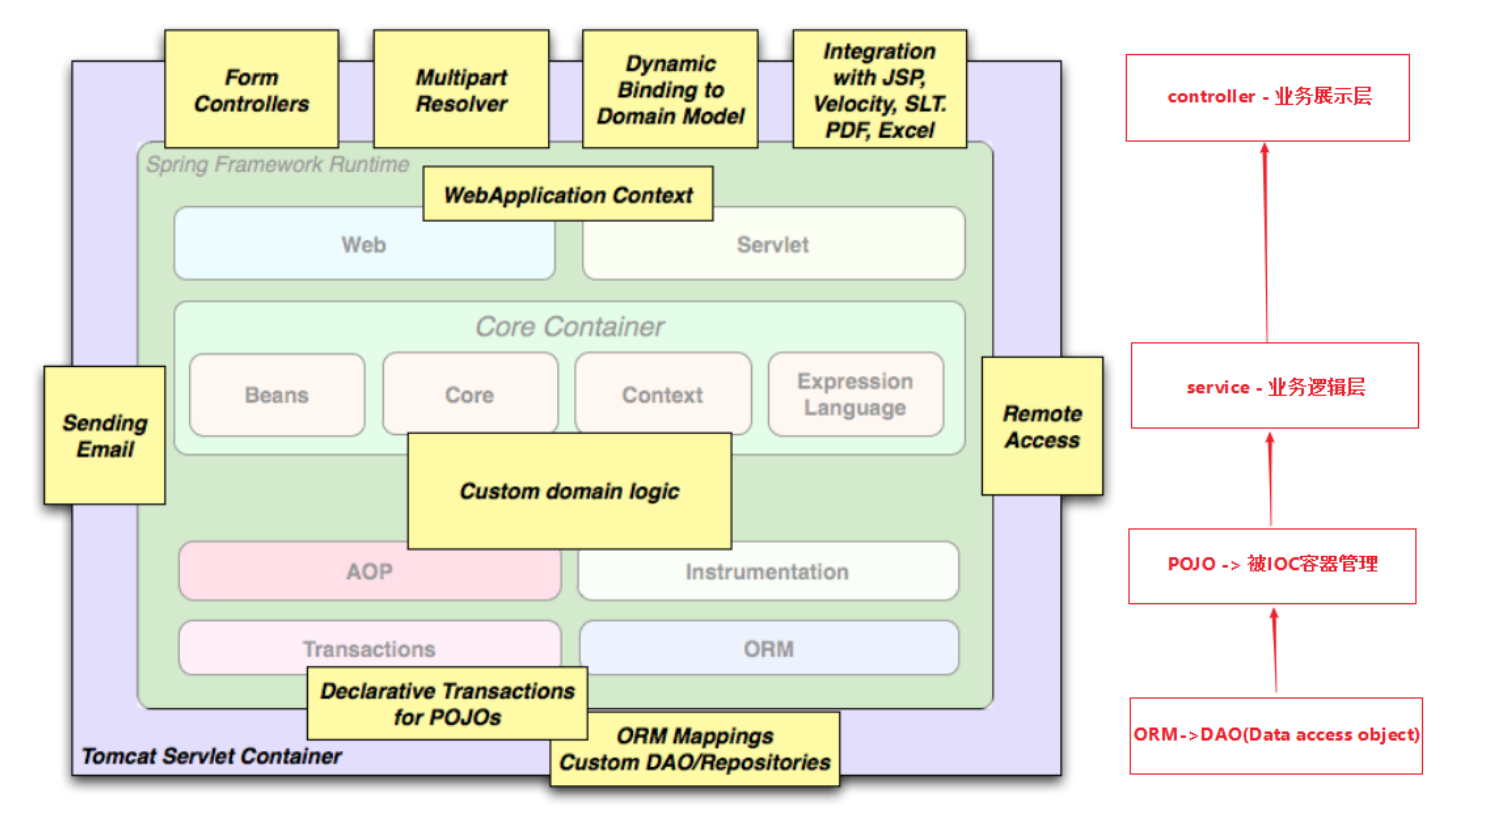 Form
Controllers
Multipart
Resolver
Dynamic
Binding to
Domain Model
Integration
with JSP,
Velocity, SLT.
PDF, Excel
Spring Framework Runtime
WebApplication Context
Web
Servlet
Core Container
Beans
Core
Context
Expression
Language
Sending
Email
Remote
Access
Custom domain logic
AOP
Instrumentation
Transactions
ORM
Declarative Transactions
for POJOs
ORM Mappings
Custom DAO/Repositories
Tomcat Servlet Container
controller - 业务展示层
service - 业务逻辑层
POJO -> 被IOC容器管理
ORM->DAO(Data access object)